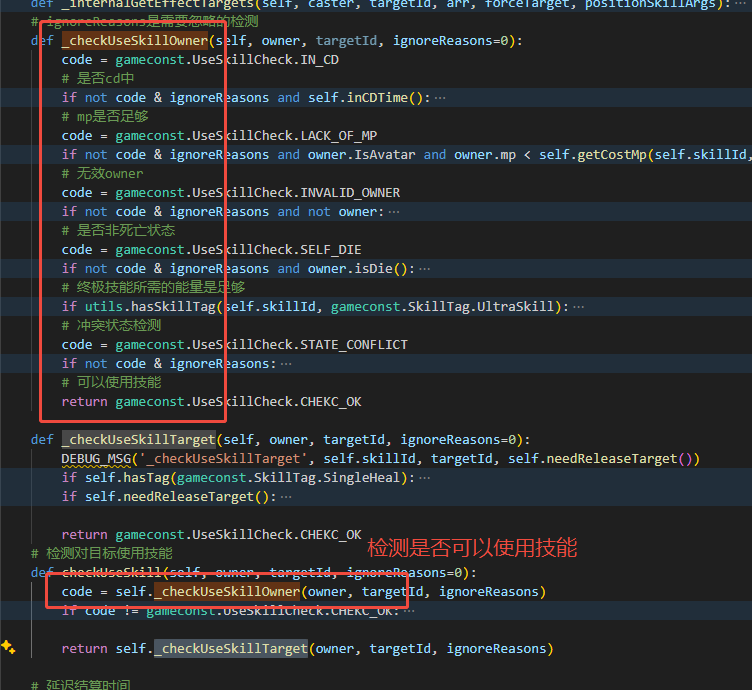 def _internalGetEffectTargets(self, caster, targetId, arr, forceTarget, positionSkillArgs):···
# ignoreReasons是需要忽略的检测
def _checkUseSkillOwner(self, owner, targetId, ignoreReasons=0):
code = gameconst.UseSkillCheck.IN_CD
# 是否cd中
if not code & ignoreReasons and self.inCDTime():···
# mp是否足够
code = gameconst.UseSkillCheck.LACK_OF_MP
if not code & ignoreReasons and owner.IsAvatar and owner.mp < self.getCostMp(self.skillId,
# 无效owner
code = gameconst.UseSkillCheck.INVALID_OWNER
if not code & ignoreReasons and not owner:···
# 是否非死亡状态
code = gameconst.UseSkillCheck.SELF_DIE
if not code & ignoreReasons and owner.isDie():···
# 终极技能所需的能量是足够
if utils.hasSkillTag(self.skillId, gameconst.SkillTag.UltraSkill):···
# 冲突状态检测
code = gameconst.UseSkillCheck.STATE_CONFLICT
if not code & ignoreReasons:···
# 可以使用技能
return gameconst.UseSkillCheck.CHEKC_OK
def _checkUseSkillTarget(self, owner, targetId, ignoreReasons=0):
DEBUG_MSG('_checkUseSkillTarget', self.skillId, targetId, self.needReleaseTarget())
if self.hasTag(gameconst.SkillTag.SingleHeal):···
if self.needReleaseTarget():···
return gameconst.UseSkillCheck.CHEKC_OK
检测是否可以使用技能
# 检测对目标使用技能
def checkUseSkill(self, owner, targetId, ignoreReasons=0):
code = self._checkUseSkillOwner(owner, targetId, ignoreReasons)
if code != gameconst.UseSkillCheck.CHEKC_OK:···
return self._checkUseSkillTarget(owner, targetId, ignoreReasons)
# 延迟结算时间